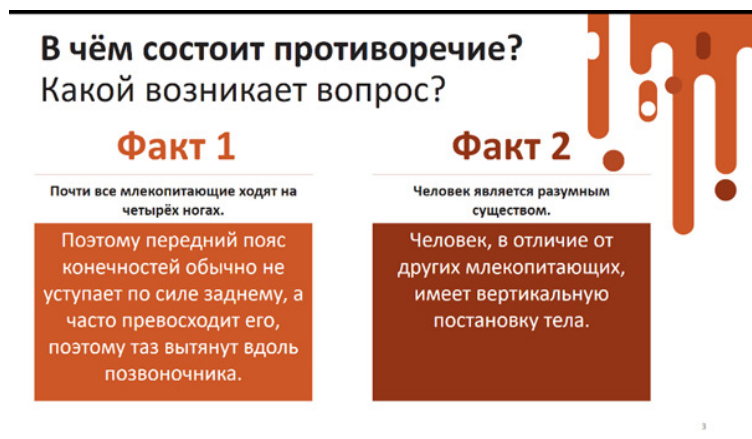 В чём состоит противоречие?
Какой возникает вопрос?
Факт 1
Почти все млекопитающие ходят на
четырёх ногах.
Поэтому передний пояс
конечностей обычно не
уступает по силе заднему, а
часто превосходит его,
поэтому таз вытянут вдоль
позвоночника.
Факт 2
Человек является разумным
существом.
Человек, в отличие от
других млекопитающих,
имеет вертикальную
постановку тела.
3